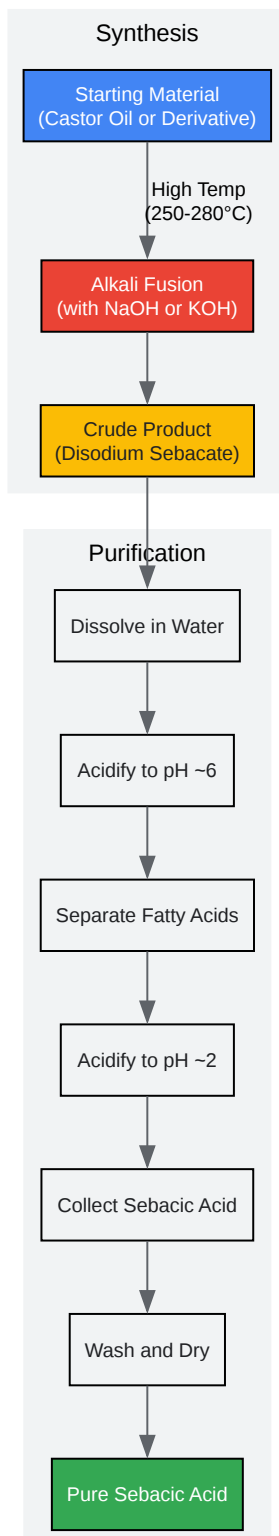 Synthesis
Starting Material
(Castor Oil or Derivative)
High Temp
(250-280°C)
Alkali Fusion
(with NaOH or KOH)
Crude Product
(Disodium Sebacate)
Purification
Dissolve in Water
Acidify to pH ~6
Separate Fatty Acids
Acidify to pH ~2
Collect Sebacic Acid
Wash and Dry
Pure Sebacic Acid